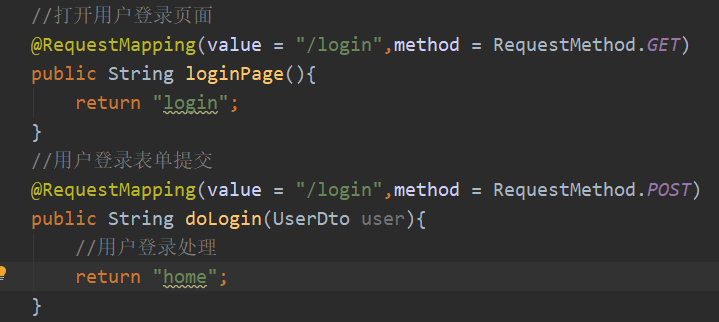 //打开用户登录页面
@RequestMapping(value = "/login",method = RequestMethod.GET)
public String loginPage(){
    return "login";
}
//用户登录表单提交
@RequestMapping(value = "/login",method = RequestMethod.POST)
public String doLogin(UserDto user){
    //用户登录处理
    return "home";
}